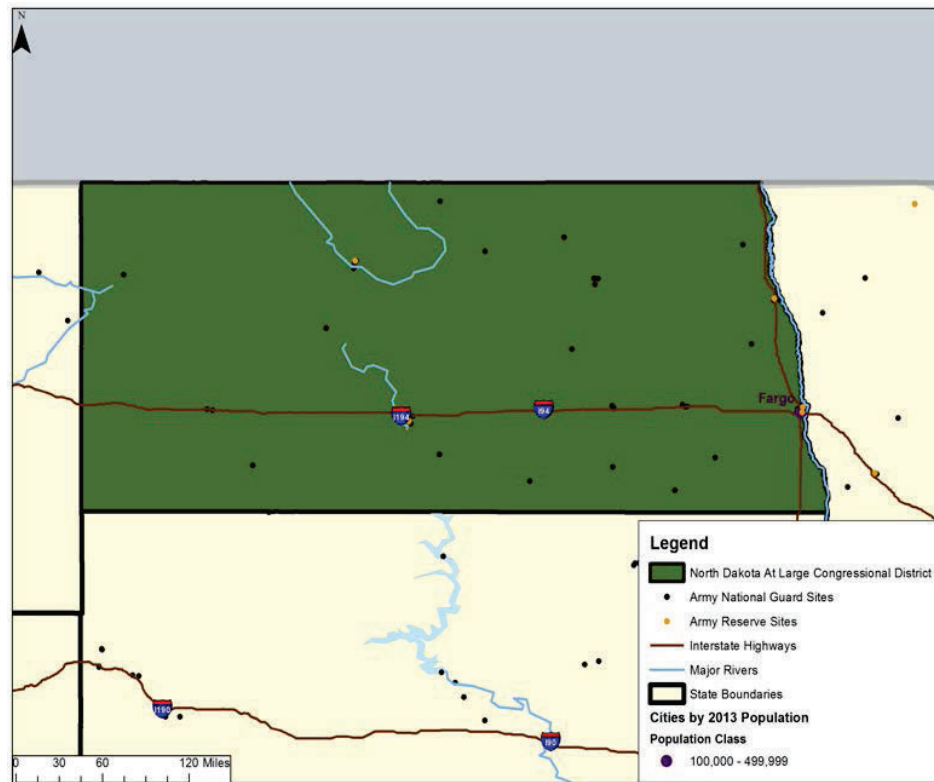 N
Fargo
I194
I94
Legend
North Dakota At Large Congressional District
Army National Guard Sites
Army Reserve Sites
Interstate Highways
Major Rivers
State Boundaries
Cities by 2013 Population
Population Class
100,000 - 499,999
I190
I90
0 30 60 120 Miles